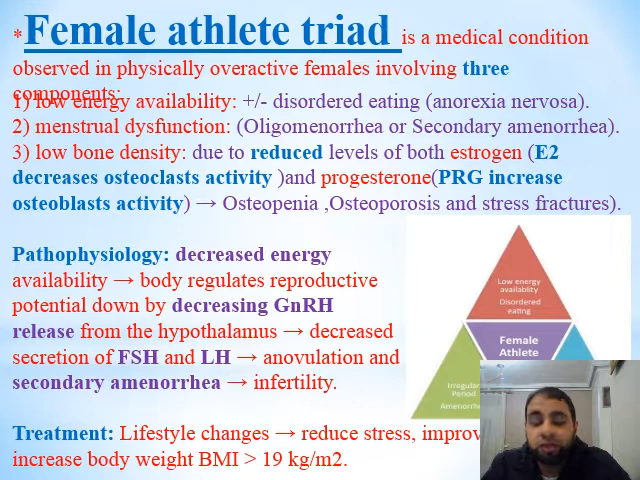 *Female athlete triad is a medical condition
observed in physically overactive females involving three
components:
1) low energy availability: +/- disordered eating (anorexia nervosa).
2) menstrual dysfunction: (Oligomenorrhea or Secondary amenorrhea).
3) low bone density: due to reduced levels of both estrogen (E2
decreases osteoclasts activity )and progesterone(PRG increase
osteoblasts activity) → Osteopenia ,Osteoporosis and stress fractures).
Pathophysiology: decreased energy
availability → body regulates reproductive
potential down by decreasing GnRH
release from the hypothalamus → decreased
secretion of FSH and LH → anovulation and
secondary amenorrhea → infertility.
Low energy
availability
Disordered
eating
Female
Athlete
Irregular
Period
Treatment: Lifestyle changes → reduce stress,
increase body weight BMI > 19 kg/m2.